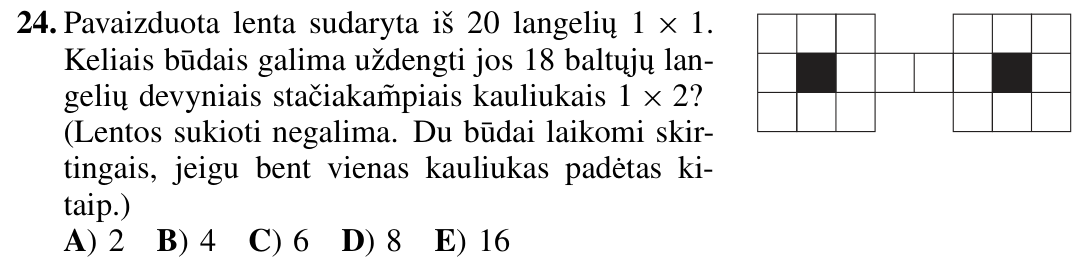 24. Pavaizduota lenta sudaryta iš 20 langelių 1 × 1.
Keliais būdais galima uždengti jos 18 baltųjų lan-
gelių devyniais stačiakam̃piais kauliukais 1 × 2?
(Lentos sukioti negalima. Du būdai laikomi skir-
tingais, jeigu bent vienas kauliukas padėtas ki-
taip.)
A) 2 B) 4 C) 6 D) 8 E) 16